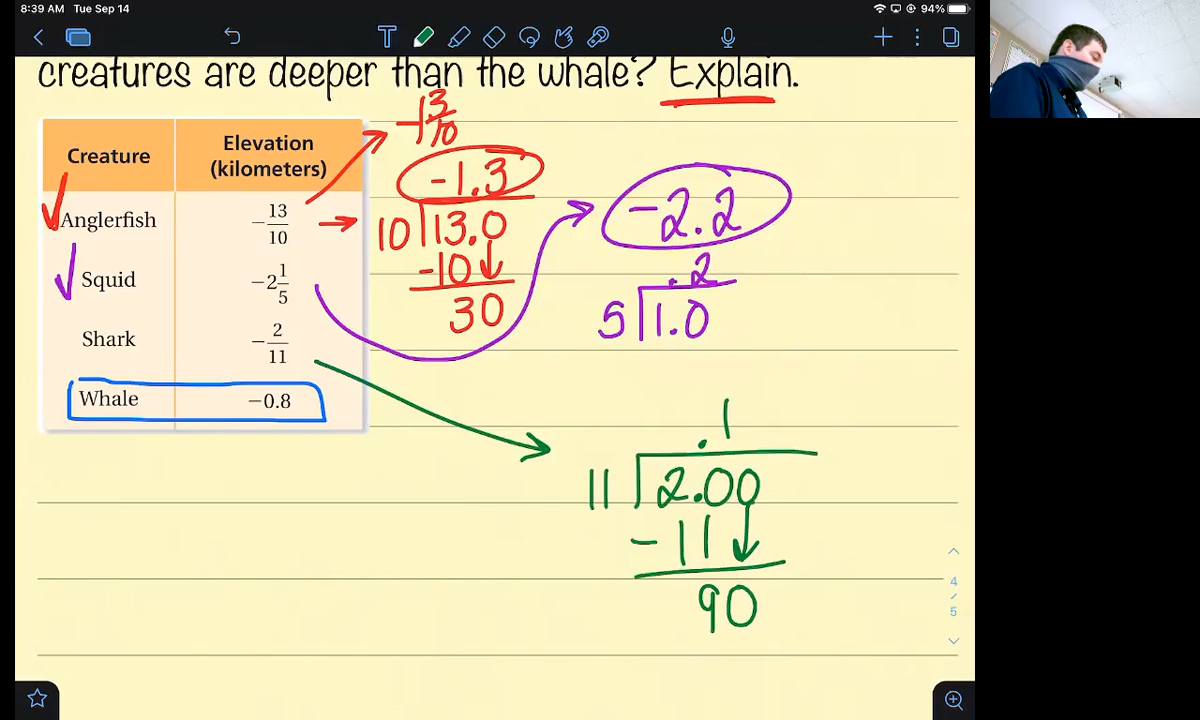 8:39 AM Tue Sep 14
94%
T
creatures are deeper than the whale? Explain.
Creature
Elevation
(kilometers)
Anglerfish
-13/10
Squid
-2 1/5
Shark
-2/11
Whale
-0.8
-1 3/10
-1.3
10 13.0
-10
30
-2.2
.2
5 1.0
.1
11 2.00
-11
90
4
/
5